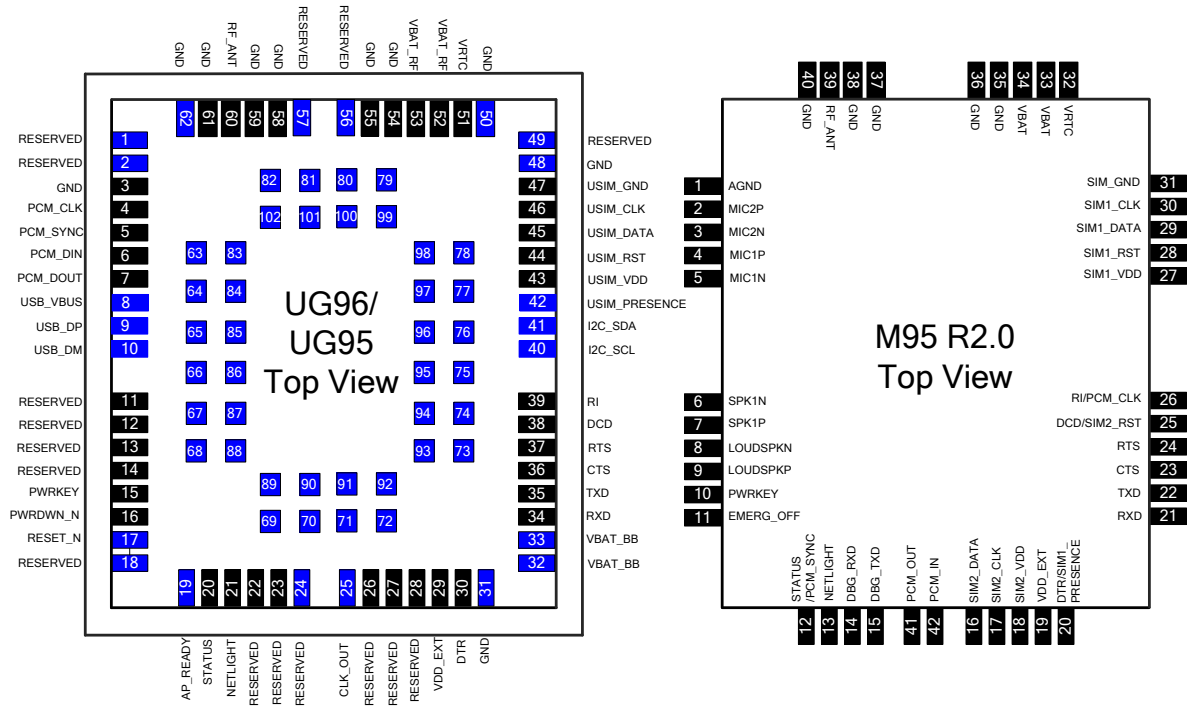 GND
GND
RF_ANT
GND
GND
RESERVED
RESERVED
GND
GND
VBAT_RF
VBAT_RF
VRTC
GND
62
61
60
59
58
57
56
55
54
53
52
51
50
RESERVED 1
RESERVED 2
GND 3
PCM_CLK 4
PCM_SYNC 5
PCM_DIN 6
PCM_DOUT 7
USB_VBUS 8
USB_DP 9
USB_DM 10
RESERVED 11
RESERVED 12
RESERVED 13
RESERVED 14
PWRKEY 15
PWRDWN_N 16
RESET_N 17
RESERVED 18
82 81 80 79
102 101 100 99
63 83 98 78
64 84 97 77
65 85 96 76
66 86 95 75
67 87 94 74
68 88 93 73
89 90 91 92
69 70 71 72
UG96/
UG95
Top View
49 RESERVED
48 GND
47 USIM_GND
46 USIM_CLK
45 USIM_DATA
44 USIM_RST
43 USIM_VDD
42 USIM_PRESENCE
41 I2C_SDA
40 I2C_SCL
39 RI
38 DCD
37 RTS
36 CTS
35 TXD
34 RXD
33 VBAT_BB
32 VBAT_BB
19
20
21
22
23
24
25
26
27
28
29
30
31
AP_READY
STATUS
NETLIGHT
RESERVED
RESERVED
RESERVED
CLK_OUT
RESERVED
RESERVED
RESERVED
VDD_EXT
DTR
GND
40
39
38
37
36
35
34
33
32
GND
RF_ANT
GND
GND
GND
GND
VBAT
VBAT
VRTC
1 AGND
2 MIC2P
3 MIC2N
4 MIC1P
5 MIC1N
6 SPK1N
7 SPK1P
8 LOUDSPKN
9 LOUDSPKP
10 PWRKEY
11 EMERG_OFF
M95 R2.0
Top View
SIM_GND 31
SIM1_CLK 30
SIM1_DATA 29
SIM1_RST 28
SIM1_VDD 27
RI/PCM_CLK 26
DCD/SIM2_RST 25
RTS 24
CTS 23
TXD 22
RXD 21
STATUS
/PCM_SYNC
NETLIGHT
DBG_RXD
DBG_TXD
PCM_OUT
PCM_IN
SIM2_DATA
SIM2_CLK
SIM2_VDD
VDD_EXT
DTR/SIM1_
PRESENCE
12
13
14
15
41
42
16
17
18
19
20